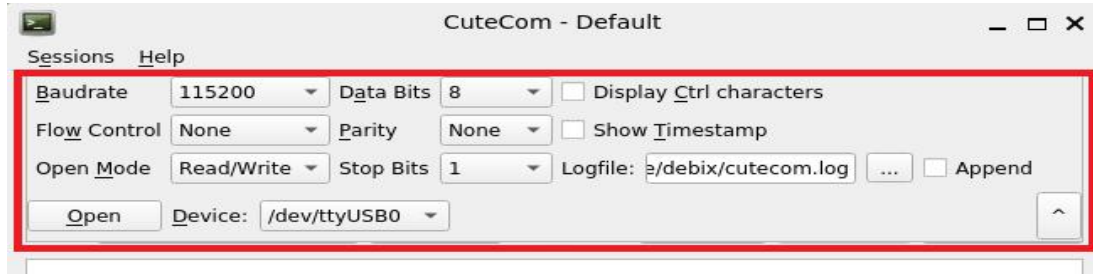 CuteCom - Default
Sessions Help
Baudrate 115200 Data Bits 8 Display Ctrl characters
Flow Control None Parity None Show Timestamp
Open Mode Read/Write Stop Bits 1 Logfile: e/debix/cutecom.log ... Append
Open Device: /dev/ttyUSB0